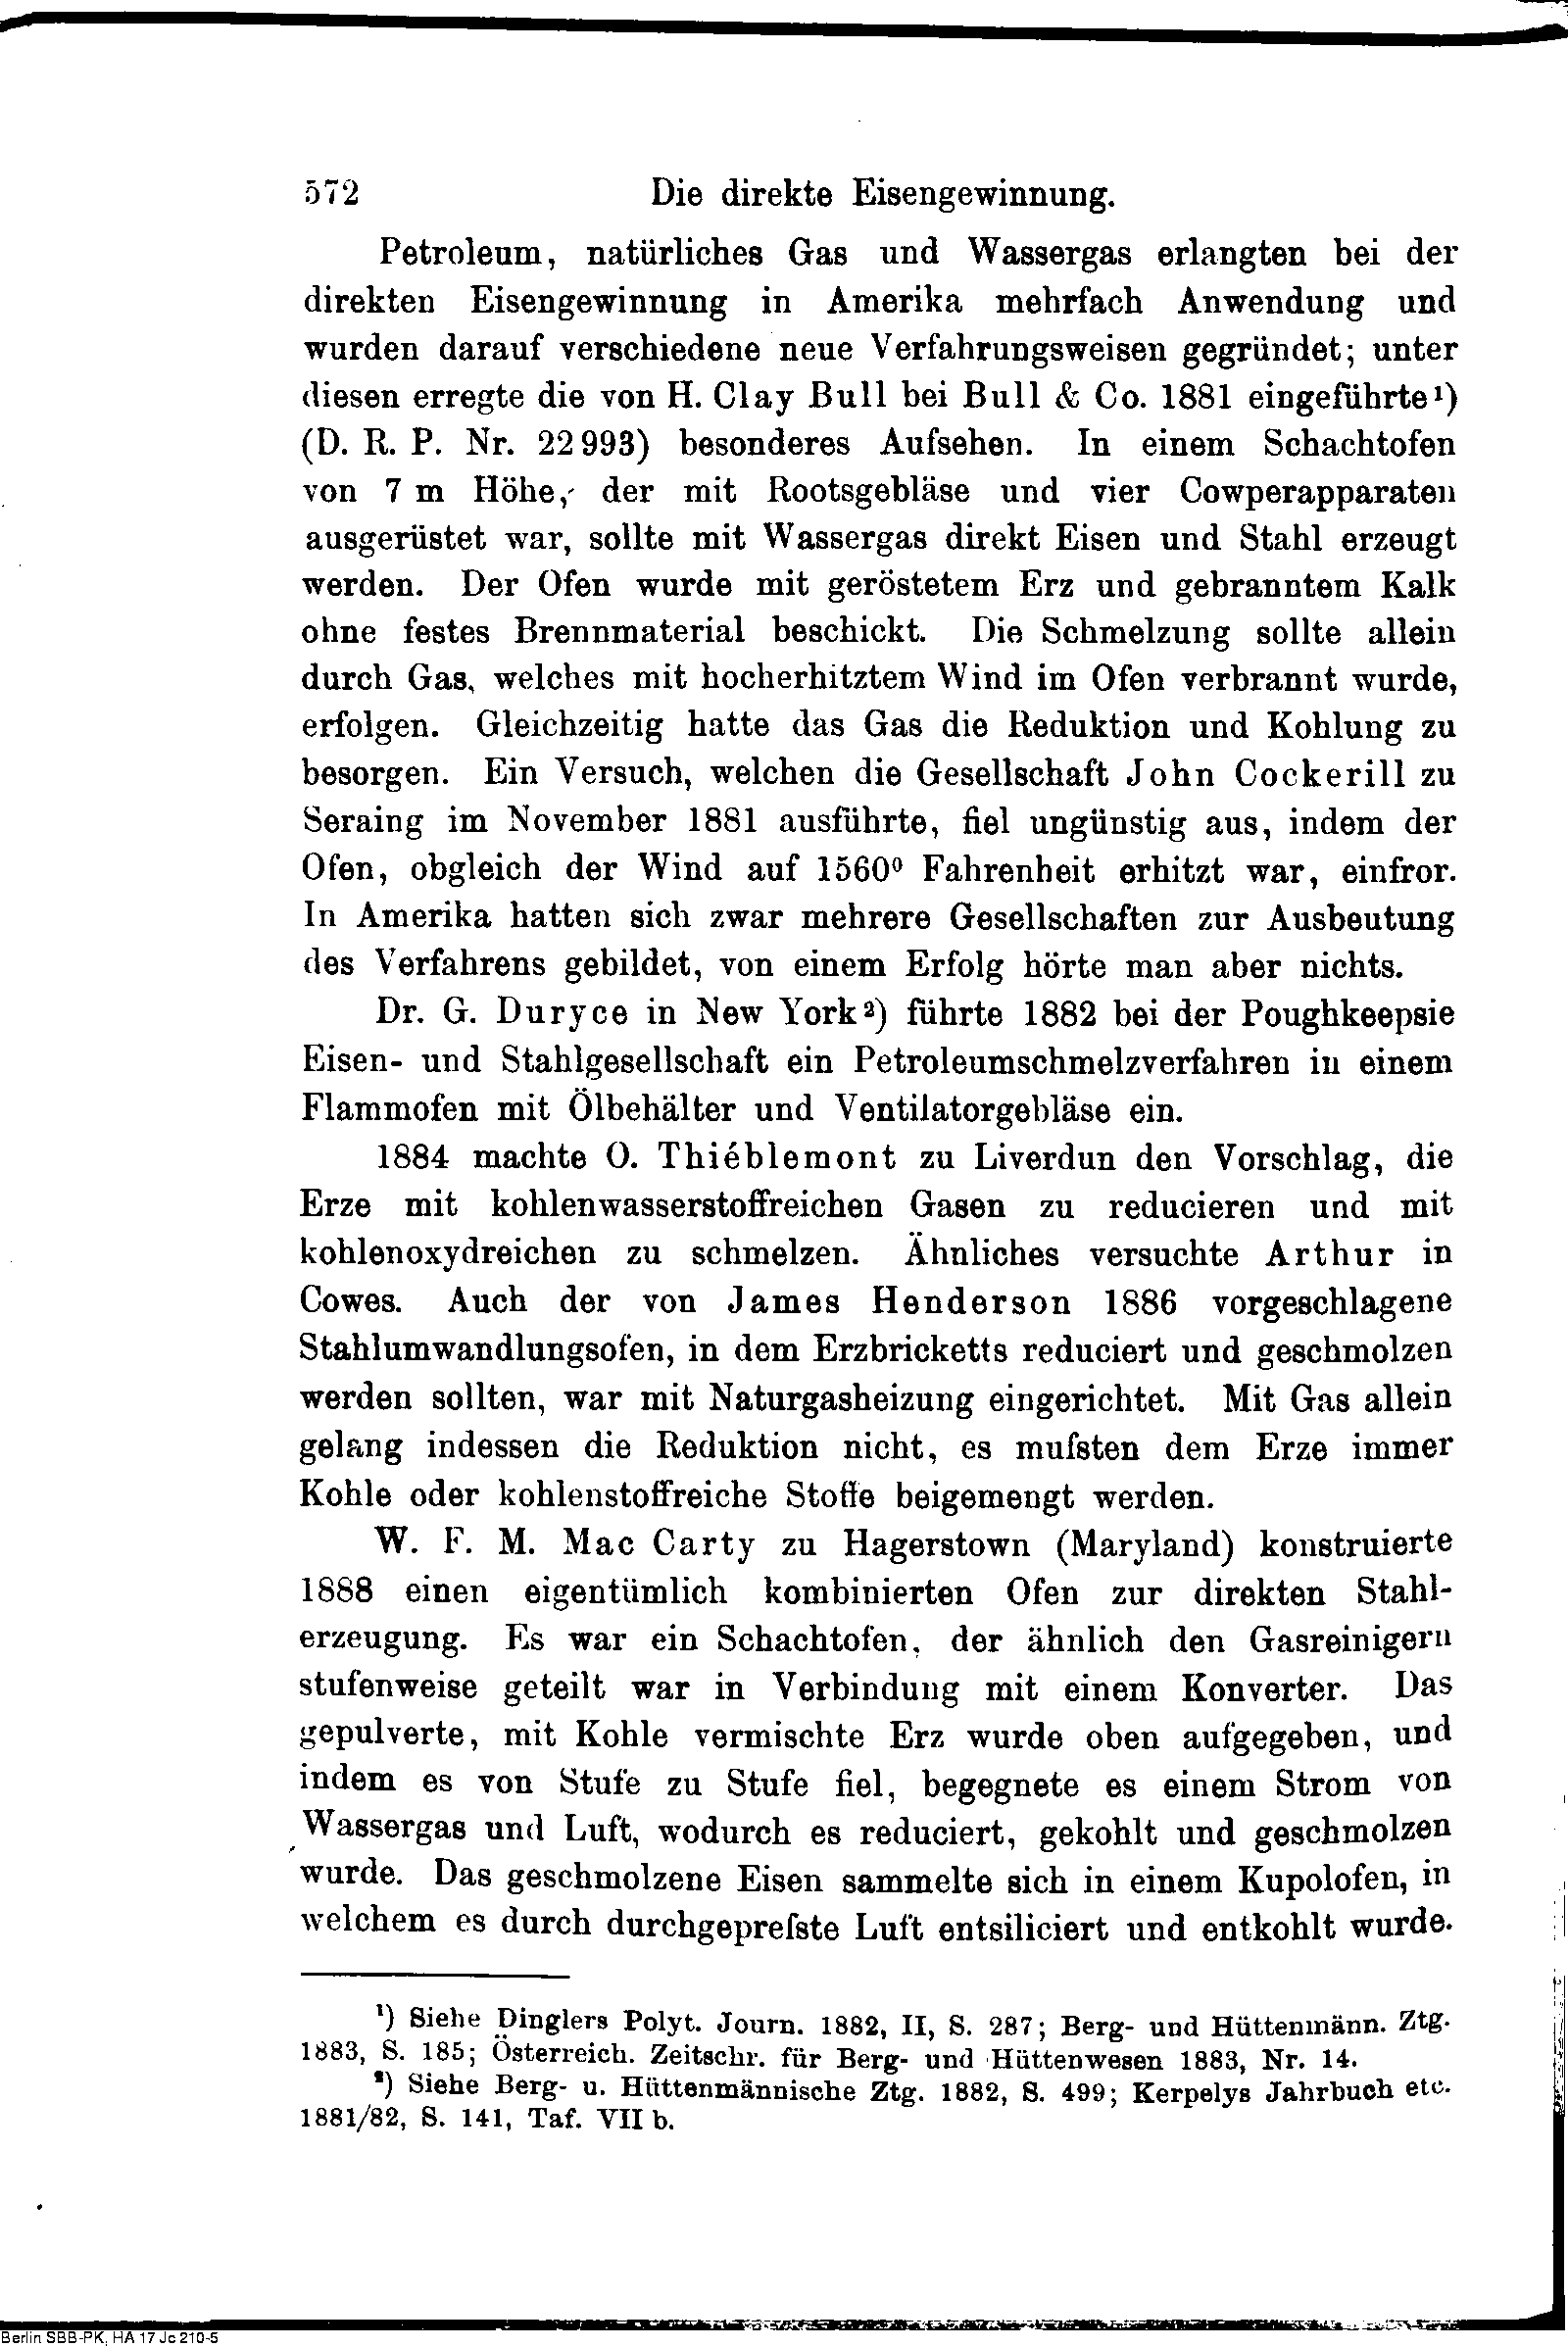 572 Die direkte Eisengewinnung.
Petroleum, natürliches Gas und Wassergas erlangten bei der
direkten Eisengewinnung in Amerika mehrfach Anwendung und
wurden darauf verschiedene neue Verfahrungsweisen gegründet; unter
diesen erregte die von H. Clay Bull bei Bull & Co. 1881 eingeführte¹)
(D. R. P. Nr. 22 993) besonderes Aufsehen. In einem Schachtofen
von 7 m Höhe, der mit Rootsgebläse und vier Cowperapparaten
ausgerüstet war, sollte mit Wassergas direkt Eisen und Stahl erzeugt
werden. Der Ofen wurde mit geröstetem Erz und gebranntem Kalk
ohne festes Brennmaterial beschickt. Die Schmelzung sollte allein
durch Gas, welches mit hocherhitztem Wind im Ofen verbrannt wurde,
erfolgen. Gleichzeitig hatte das Gas die Reduktion und Kohlung zu
besorgen. Ein Versuch, welchen die Gesellschaft John Cockerill zu
Seraing im November 1881 ausführte, fiel ungünstig aus, indem der
Ofen, obgleich der Wind auf 1560⁰ Fahrenheit erhitzt war, einfror.
In Amerika hatten sich zwar mehrere Gesellschaften zur Ausbeutung
des Verfahrens gebildet, von einem Erfolg hörte man aber nichts.
Dr. G. Duryce in New York²) führte 1882 bei der Poughkeepsie
Eisen- und Stahlgesellschaft ein Petroleumschmelzverfahren in einem
Flammofen mit Ölbehälter und Ventilatorgebläse ein.
1884 machte O. Thiéblemont zu Liverdun den Vorschlag, die
Erze mit kohlenwasserstoffreichen Gasen zu reducieren und mit
kohlenoxydreichen zu schmelzen. Ähnliches versuchte Arthur in
Cowes. Auch der von James Henderson 1886 vorgeschlagene
Stahlumwandlungsofen, in dem Erzbricketts reduciert und geschmolzen
werden sollten, war mit Naturgasheizung eingerichtet. Mit Gas allein
gelang indessen die Reduktion nicht, es muſsten dem Erze immer
Kohle oder kohlenstoffreiche Stoffe beigemengt werden.
W. F. M. Mac Carty zu Hagerstown (Maryland) konstruierte
1888 einen eigentümlich kombinierten Ofen zur direkten Stahl-
erzeugung. Es war ein Schachtofen, der ähnlich den Gasreinigern
stufenweise geteilt war in Verbindung mit einem Konverter. Das
gepulverte, mit Kohle vermischte Erz wurde oben aufgegeben, und
indem es von Stufe zu Stufe fiel, begegnete es einem Strom von
Wassergas und Luft, wodurch es reduciert, gekohlt und geschmolzen
wurde. Das geschmolzene Eisen sammelte sich in einem Kupolofen, in
welchem es durch durchgepreſste Luft entsiliciert und entkohlt wurde.
¹) Siehe Dinglers Polyt. Journ. 1882, II, S. 287; Berg- und Hüttenmänn. Ztg.
1883, S. 185; Österreich. Zeitschr. für Berg- und Hüttenwesen 1883, Nr. 14.
²) Siehe Berg- u. Hüttenmännische Ztg. 1882, S. 499; Kerpelys Jahrbuch etc.
1881/82, S. 141, Taf. VII b.
Berlin SBB-PK, HA 17 Jc 210-5